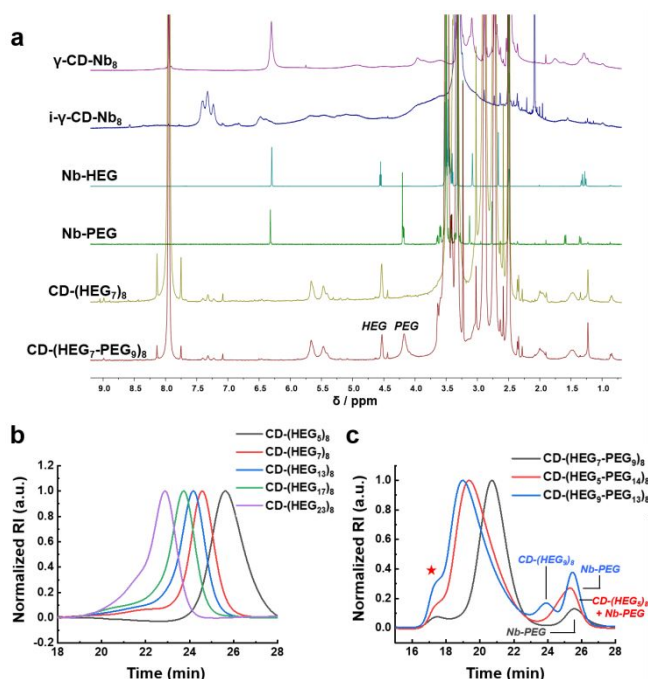 a
γ-CD-Nb₈
i-γ-CD-Nb₈
Nb-HEG
Nb-PEG
CD-(HEG₇)₈
CD-(HEG₇-PEG₉)₈
HEG PEG
9.0 8.5 8.0 7.5 7.0 6.5 6.0 5.5 5.0 4.5 4.0 3.5 3.0 2.5 2.0 1.5 1.0
δ / ppm
b
CD-(HEG₅)₈
CD-(HEG₇)₈
CD-(HEG₁₃)₈
CD-(HEG₁₇)₈
CD-(HEG₂₃)₈
Normalized RI (a.u.)
1.0
0.8
0.6
0.4
0.2
0.0
18 20 22 24 26 28
Time (min)
c
CD-(HEG₇-PEG₉)₈
CD-(HEG₅-PEG₁₄)₈
CD-(HEG₉-PEG₁₃)₈
Normalized RI (a.u.)
1.2
1.0
0.8
0.6
0.4
0.2
0.0
-0.2
★
CD-(HEG₉)₈
Nb-PEG
CD-(HEG₅)₈
+ Nb-PEG
Nb-PEG
16 18 20 22 24 26 28
Time (min)